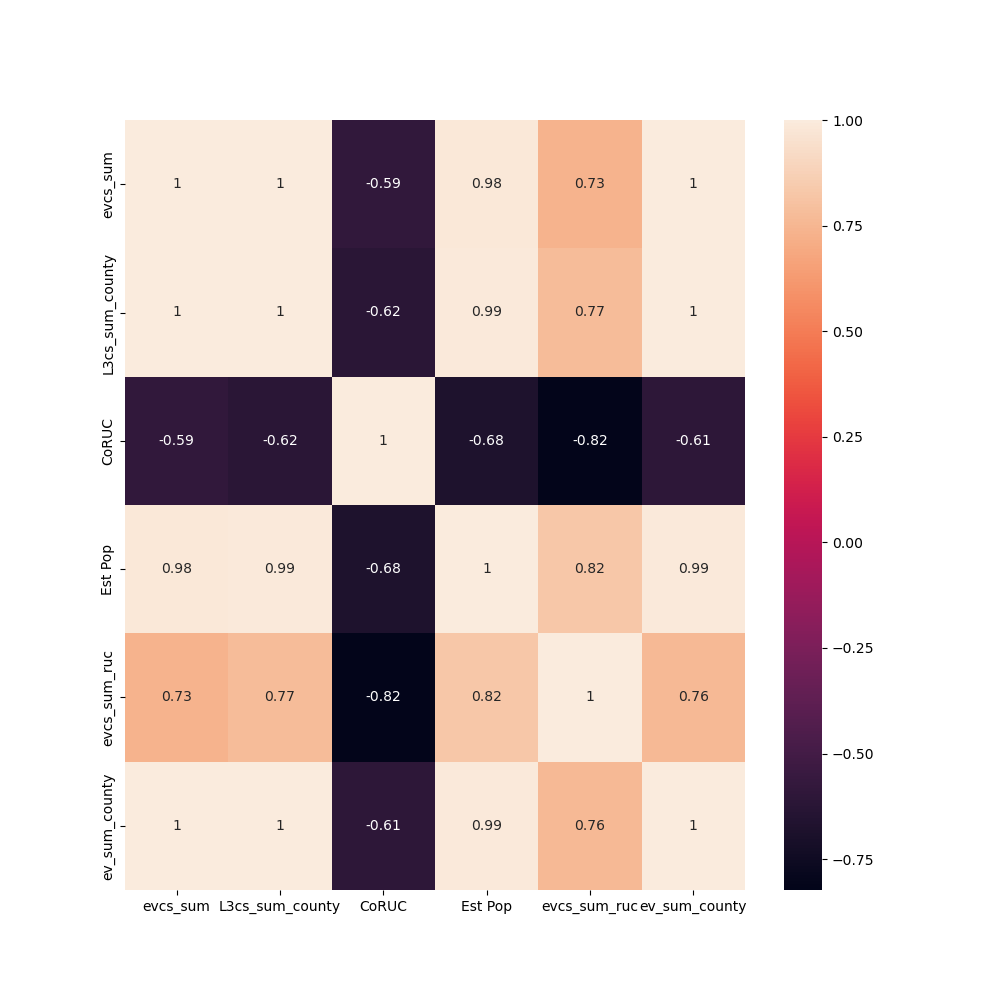 evcs_sum 1 1 -0.59 0.98 0.73 1
L3cs_sum_county 1 1 -0.62 0.99 0.77 1
CoRUC -0.59 -0.62 1 -0.68 -0.82 -0.61
Est Pop 0.98 0.99 -0.68 1 0.82 0.99
evcs_sum_ruc 0.73 0.77 -0.82 0.82 1 0.76
ev_sum_county 1 1 -0.61 0.99 0.76 1
evcs_sum L3cs_sum_county CoRUC Est Pop evcs_sum_ruc ev_sum_county
1.00
0.75
0.50
0.25
0.00
−0.25
−0.50
−0.75